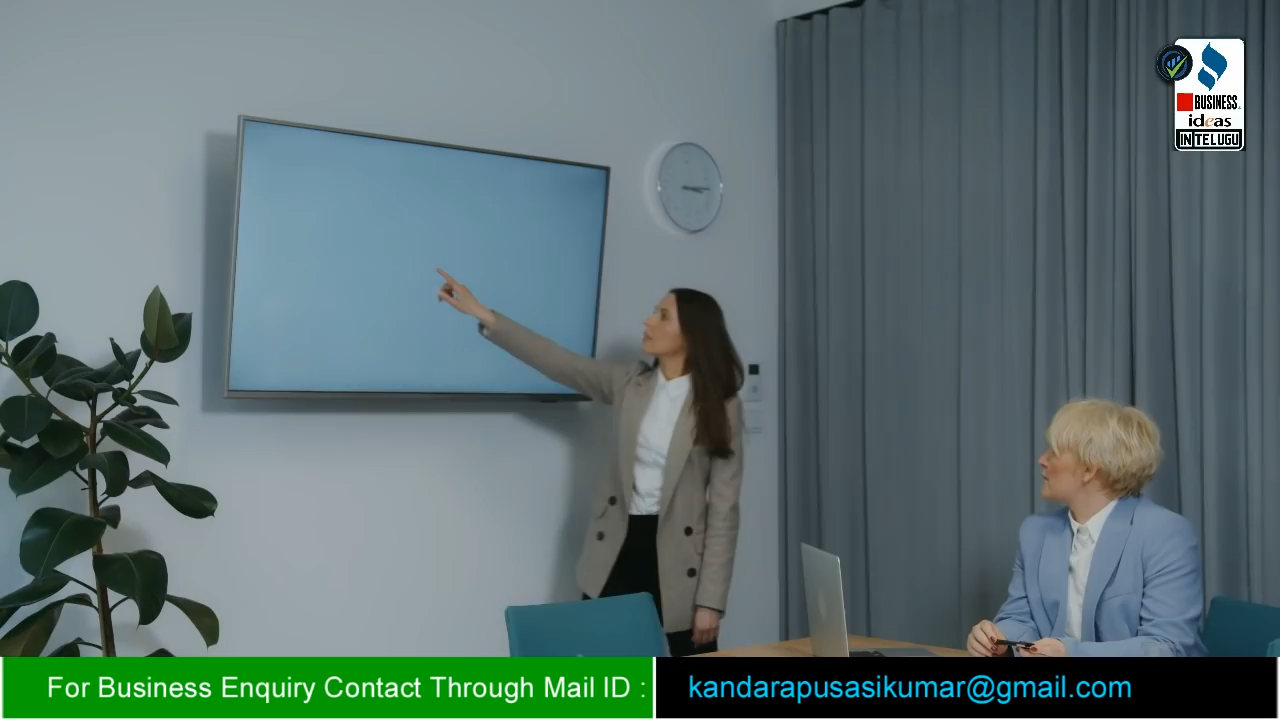 BUSINESS
ideas
IN TELUGU
For Business Enquiry Contact Through Mail ID : kandarapusasikumar@gmail.com